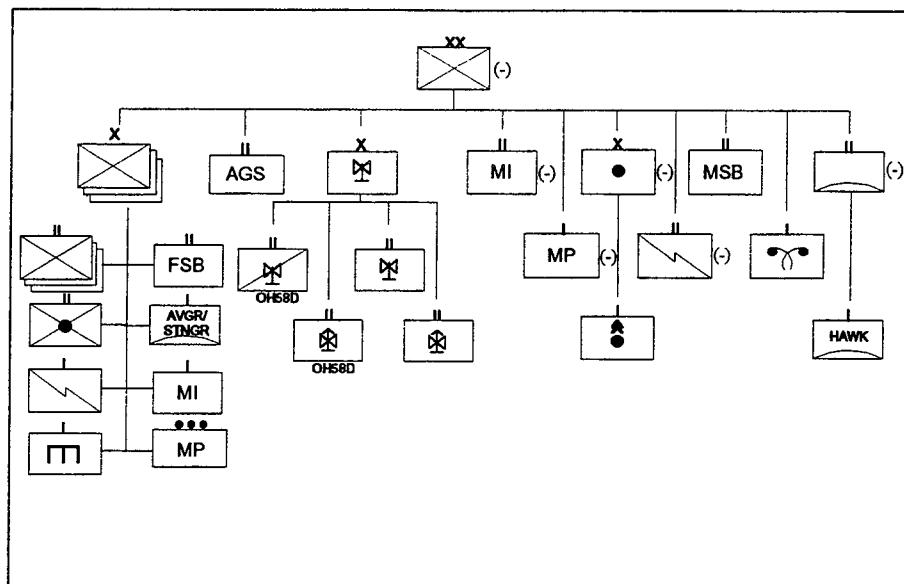 XX
(-)
X
II
AGS
X
II
MI (-)
X
(-)
II
MSB
II
(-)
II
II
FSB
II
OH58D
II
I
MP (-)
II
(-)
I
II
I
AVGR/
STNGR
II
OH58D
II
I
I
HAWK
I
I
MI
I
MP